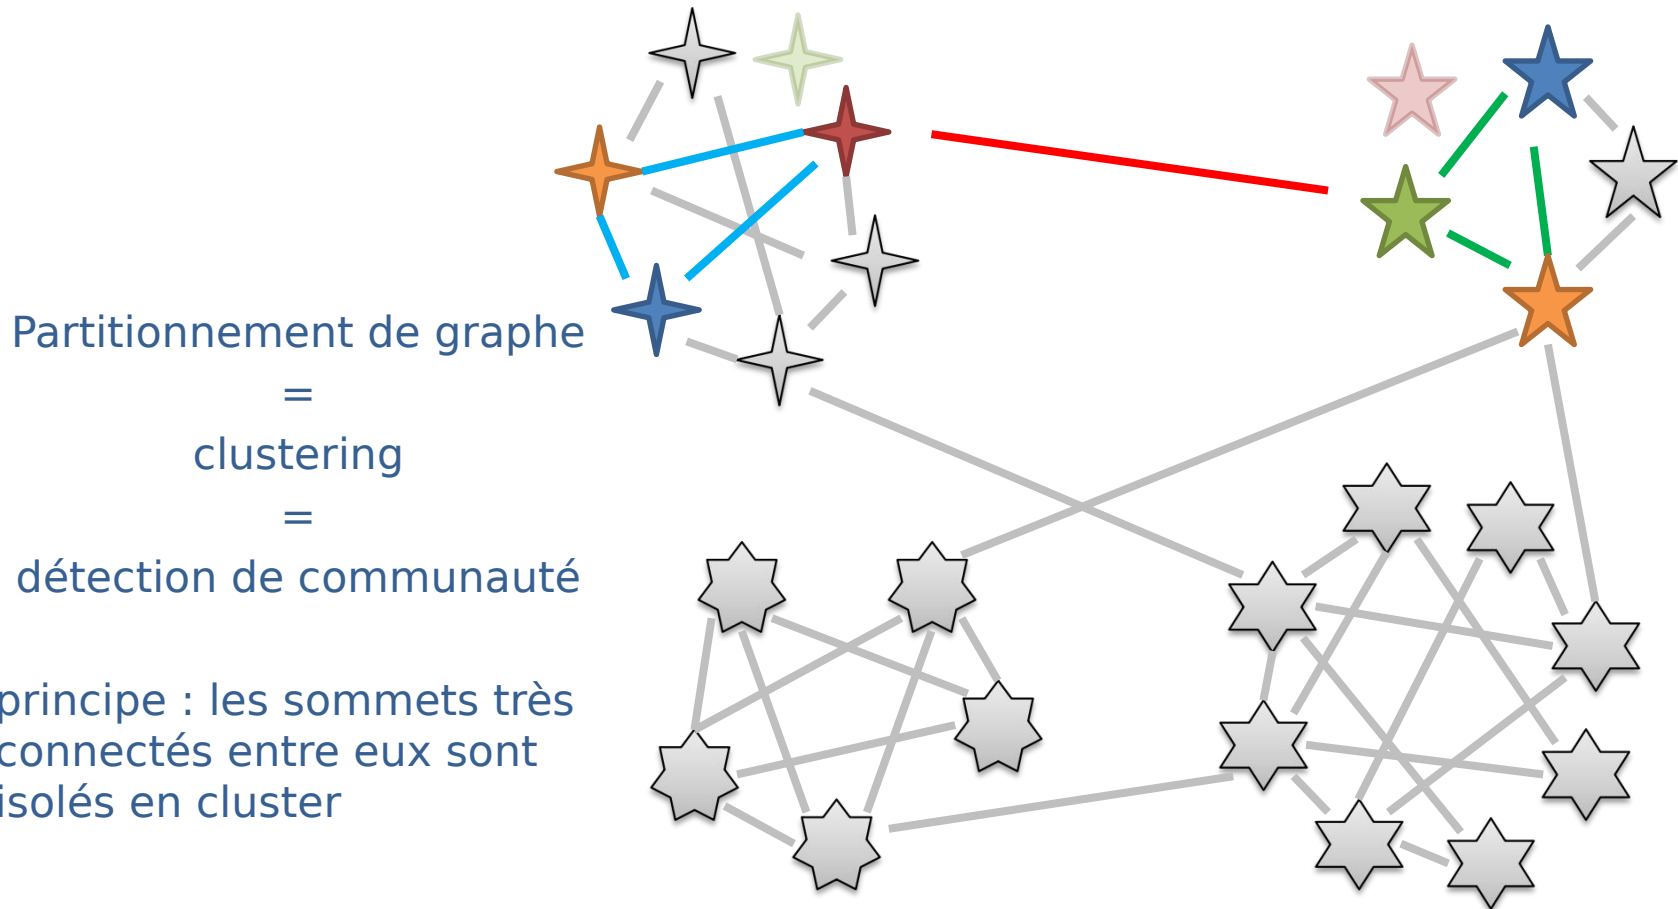 Partitionnement de graphe
=
clustering
=
détection de communauté
principe : les sommets très
connectés entre eux sont
isolés en cluster